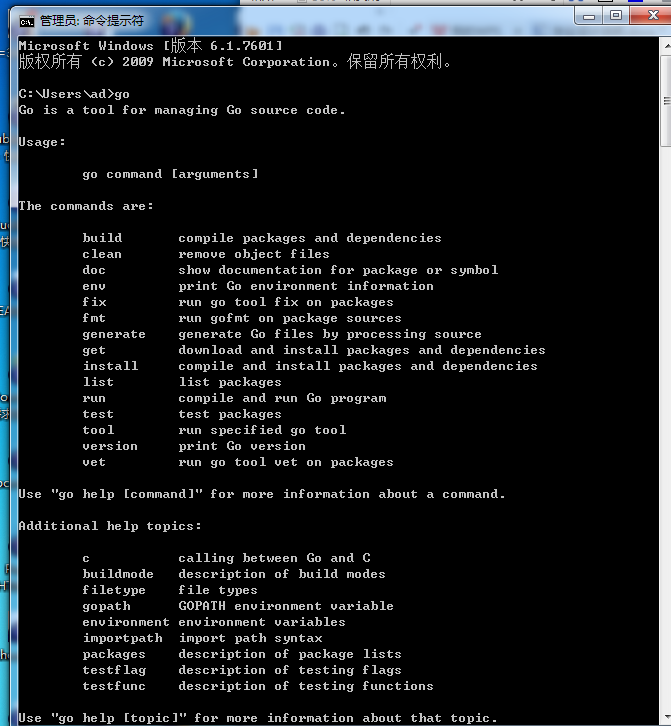 管理员: 命令提示符
Microsoft Windows [版本 6.1.7601]
版权所有 (c) 2009 Microsoft Corporation。保留所有权利。
C:\Users\ad>go
Go is a tool for managing Go source code.
Usage:
go command [arguments]
The commands are:
build compile packages and dependencies
clean remove object files
doc show documentation for package or symbol
env print Go environment information
fix run go tool fix on packages
fmt run gofmt on package sources
generate generate Go files by processing source
get download and install packages and dependencies
install compile and install packages and dependencies
list list packages
run compile and run Go program
test test packages
tool run specified go tool
version print Go version
vet run go tool vet on packages
Use "go help [command]" for more information about a command.
Additional help topics:
c calling between Go and C
buildmode description of build modes
filetype file types
gopath GOPATH environment variable
environment environment variables
importpath import path syntax
packages description of package lists
testflag description of testing flags
testfunc description of testing functions
Use "go help [topic]" for more information about that topic.